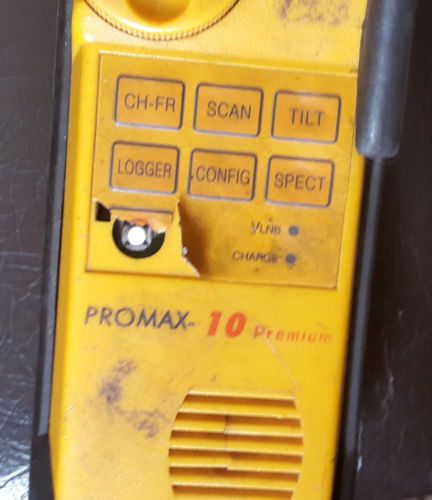 CH-FR SCAN TILT
LOGGER CONFIG SPECT
VLNB
CHARGE
PROMAX-10 Premium